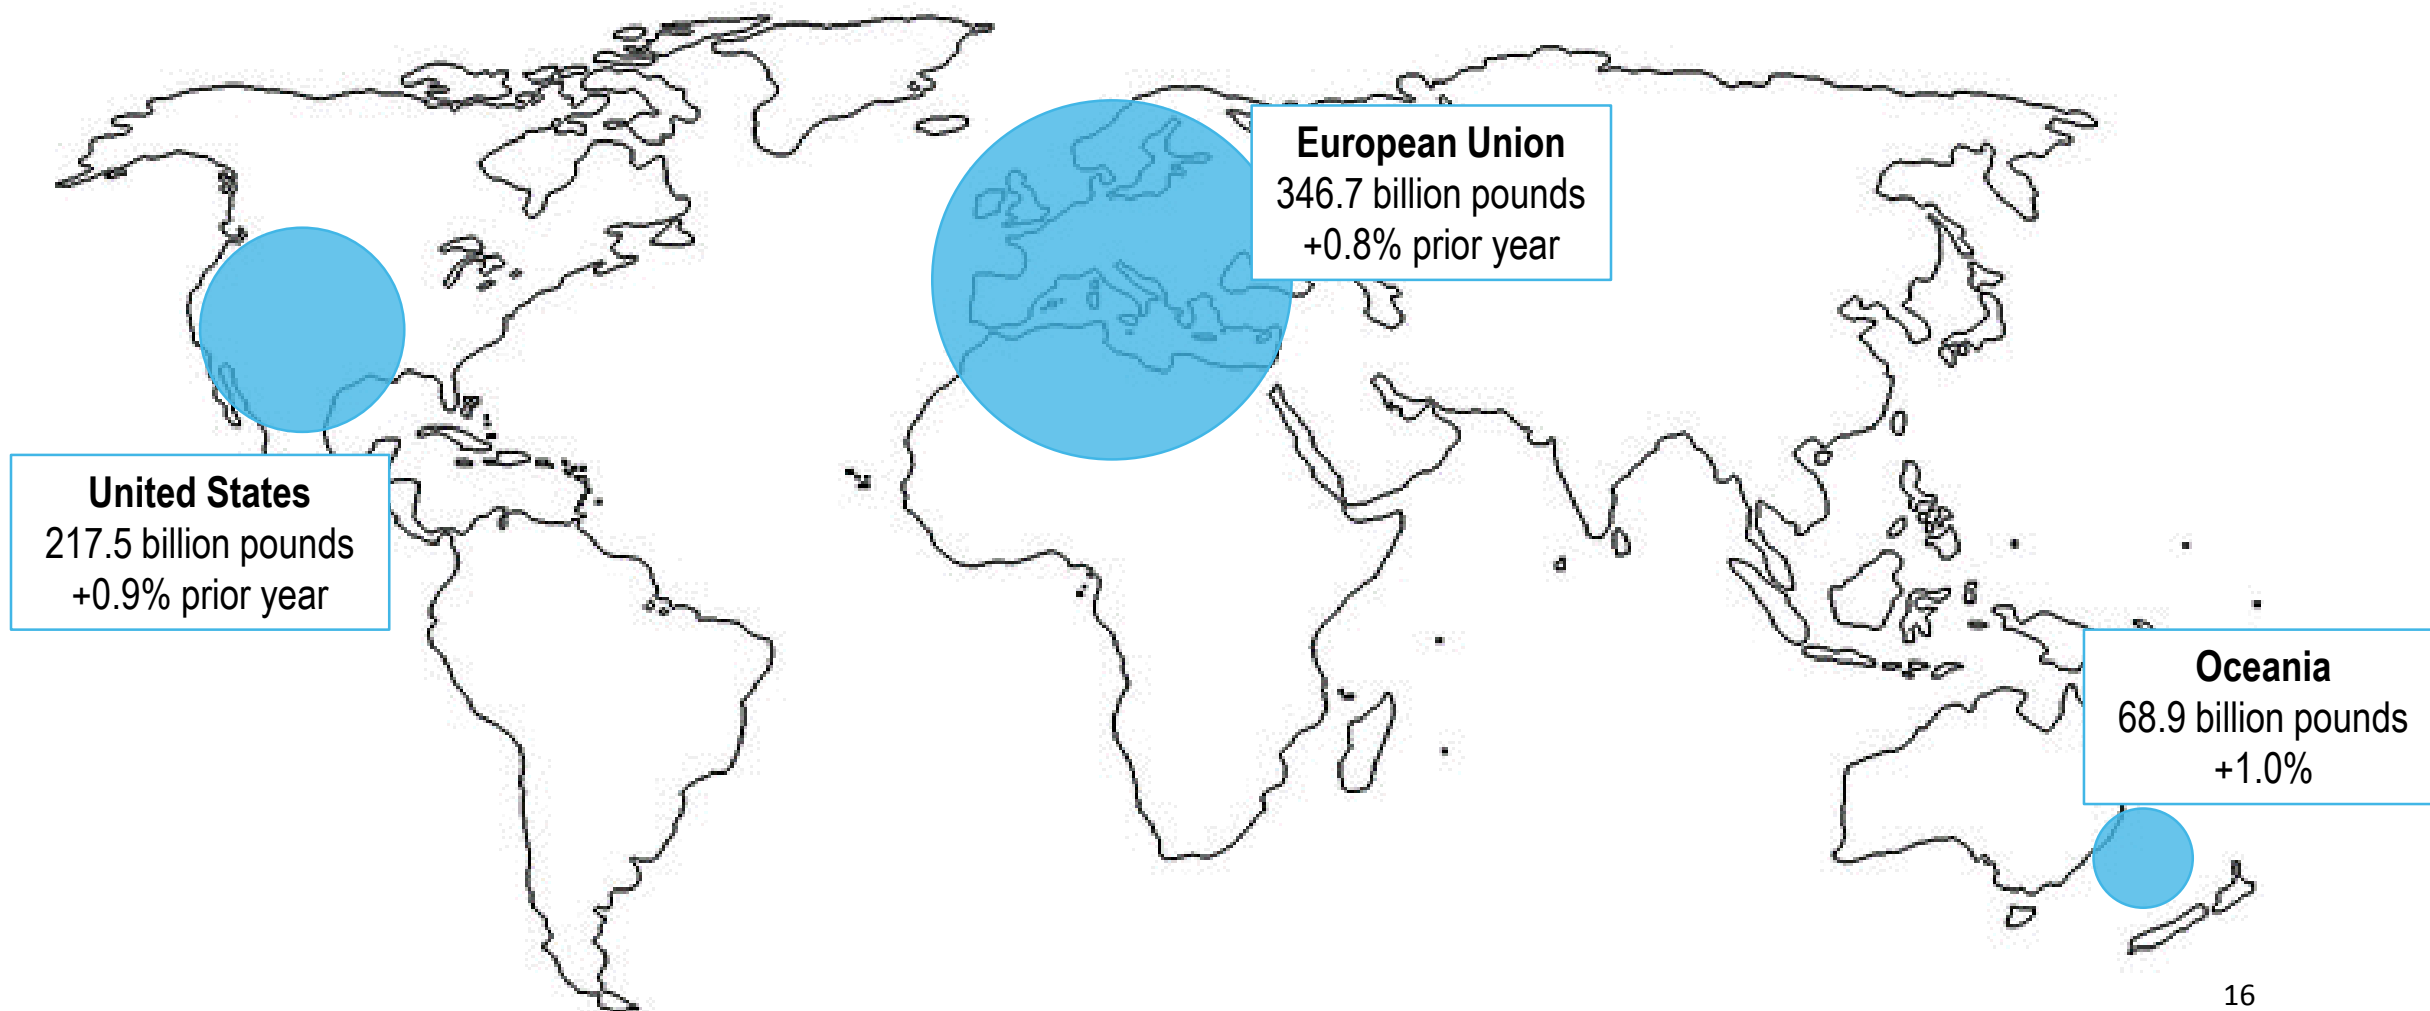 European Union
346.7 billion pounds
+0.8% prior year
United States
217.5 billion pounds
+0.9% prior year
Oceania
68.9 billion pounds
+1.0%
16